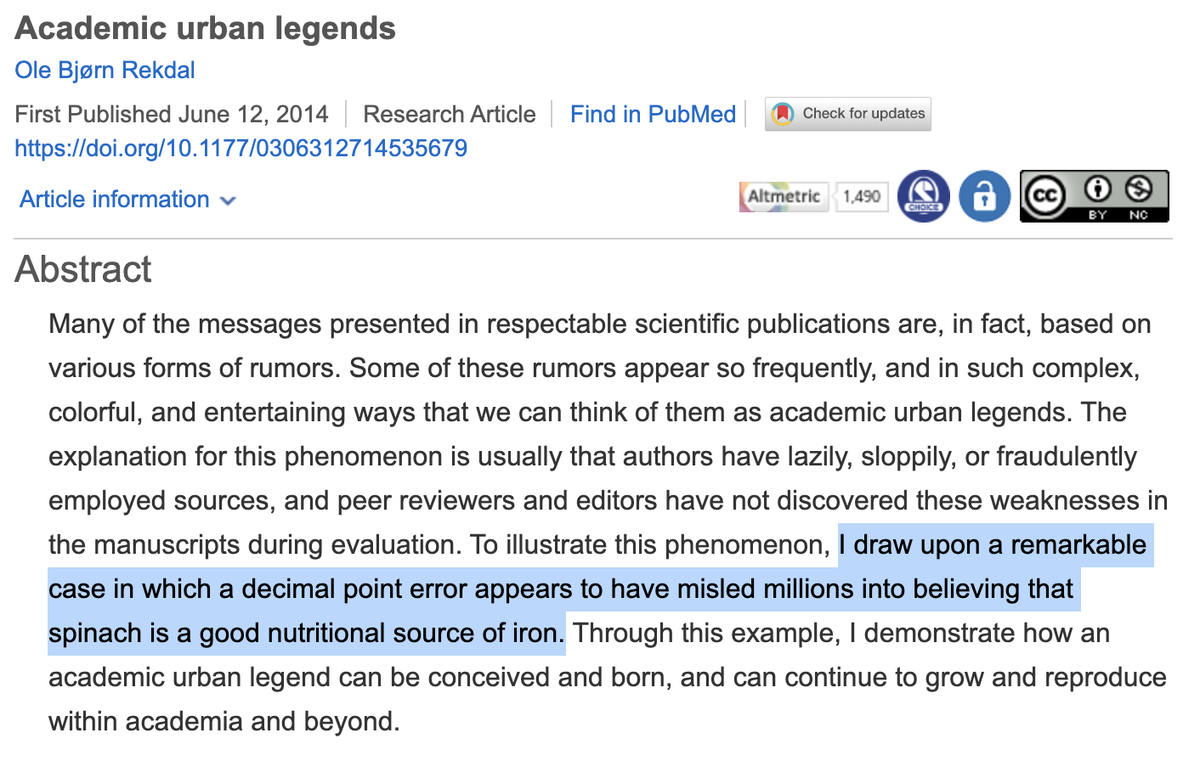 Academic urban legends
Ole Bjørn Rekdal
First Published June 12, 2014 Research Article Find in PubMed Check for updates
https://doi.org/10.1177/0306312714535679
Article information
Altmetric 1,490 CHOICE cc BY NC
Abstract
Many of the messages presented in respectable scientific publications are, in fact, based on
various forms of rumors. Some of these rumors appear so frequently, and in such complex,
colorful, and entertaining ways that we can think of them as academic urban legends. The
explanation for this phenomenon is usually that authors have lazily, sloppily, or fraudulently
employed sources, and peer reviewers and editors have not discovered these weaknesses in
the manuscripts during evaluation. To illustrate this phenomenon, I draw upon a remarkable
case in which a decimal point error appears to have misled millions into believing that
spinach is a good nutritional source of iron. Through this example, I demonstrate how an
academic urban legend can be conceived and born, and can continue to grow and reproduce
within academia and beyond.